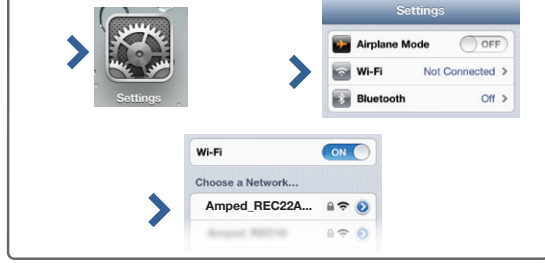 Settings
Settings
Airplane Mode OFF
Wi-Fi Not Connected
Bluetooth Off
Wi-Fi ON
Choose a Network...
Amped_REC22A...